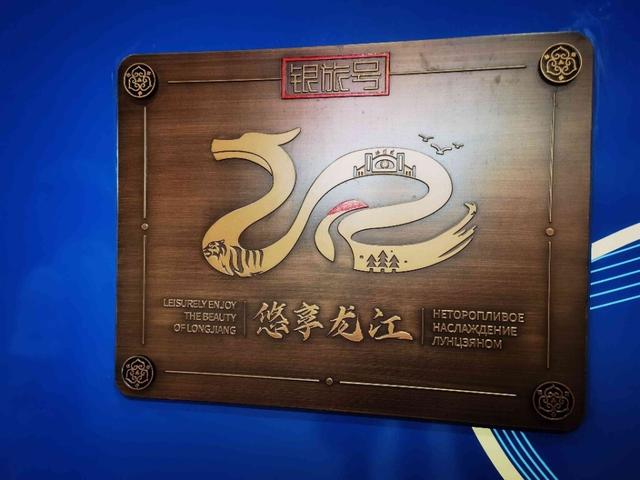 银旅号
LEISURELY ENJOY
THE BEAUTY
OF LONGJIANG
悠享龙江
НЕТОРОПЛИВОЕ
НАСЛАЖДЕНИЕ
ЛУНЦЗЯНОМ